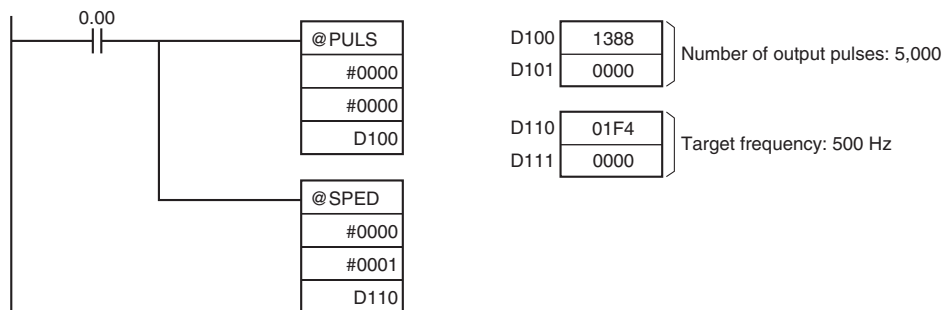 0.00
@PULS
#0000
#0000
D100
@SPED
#0000
#0001
D110
D100 1388
D101 0000
Number of output pulses: 5,000
D110 01F4
D111 0000
Target frequency: 500 Hz